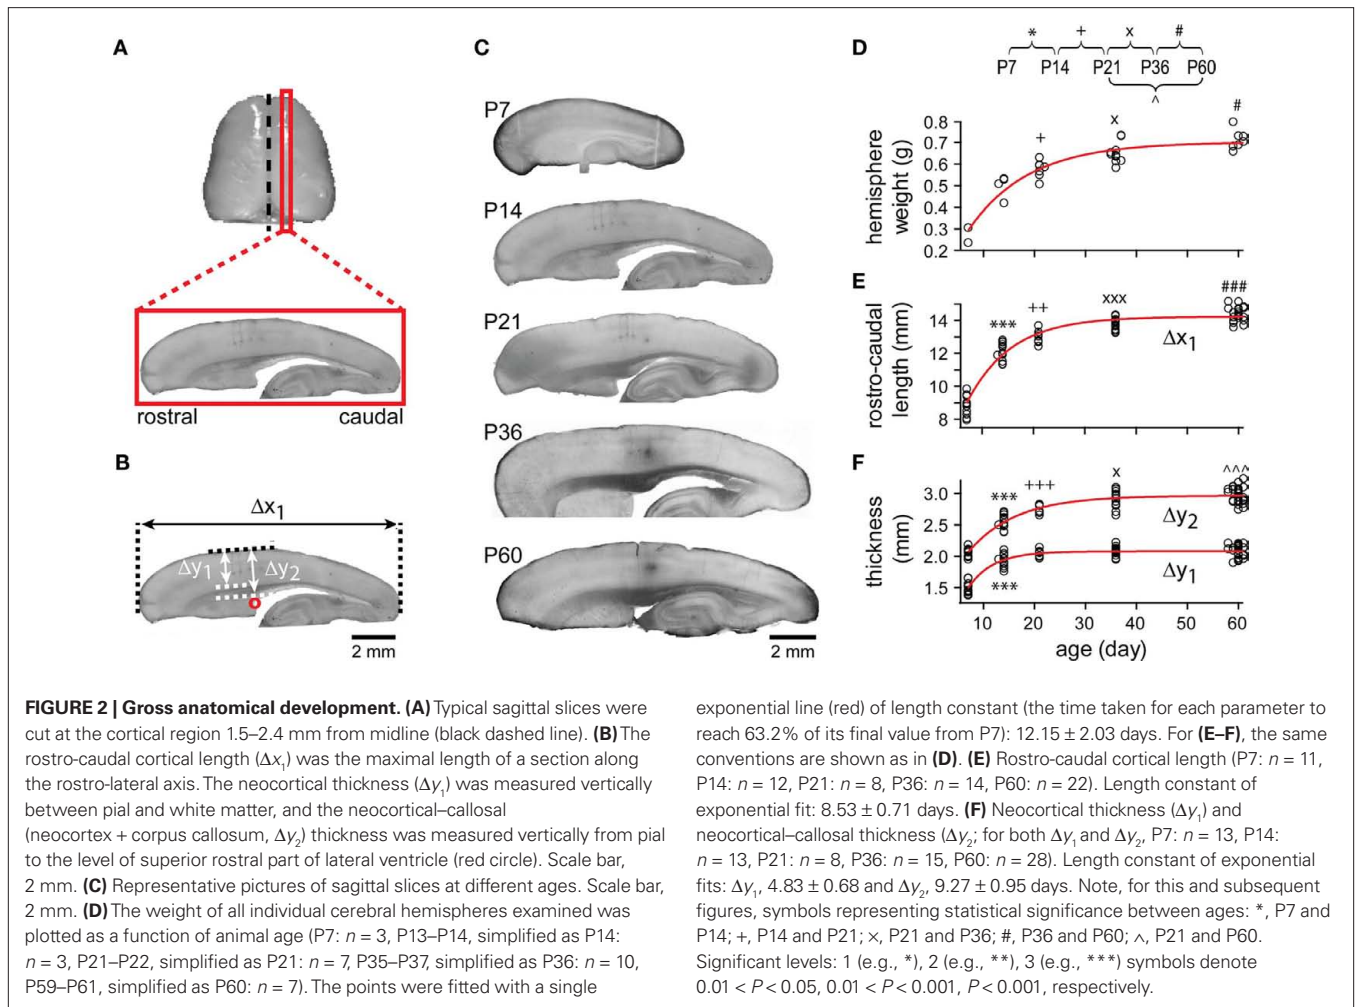 A
rostral caudal
B
Δx1
Δy1 Δy2
2 mm
C
P7
P14
P21
P36
P60
2 mm
D
* + x #
P7 P14 P21 P36 P60
^
+ x #
hemisphere
weight (g)
0.8
0.7
0.6
0.5
0.4
0.3
0.2
E
*** ++ xxx ###
rostro-caudal
length (mm)
14
12
10
8
Δx1
F
*** +++ x ^^^
thickness
(mm)
3.0
2.5
2.0
1.5
Δy2
Δy1
***
10 20 30 40 50 60
age (day)
FIGURE 2 | Gross anatomical development. (A) Typical sagittal slices were
cut at the cortical region 1.5–2.4 mm from midline (black dashed line). (B) The
rostro-caudal cortical length (Δx1) was the maximal length of a section along
the rostro-lateral axis. The neocortical thickness (Δy1) was measured vertically
between pial and white matter, and the neocortical–callosal
(neocortex + corpus callosum, Δy2) thickness was measured vertically from pial
to the level of superior rostral part of lateral ventricle (red circle). Scale bar,
2 mm. (C) Representative pictures of sagittal slices at different ages. Scale bar,
2 mm. (D) The weight of all individual cerebral hemispheres examined was
plotted as a function of animal age (P7: n = 3, P13–P14, simplified as P14:
n = 3, P21–P22, simplified as P21: n = 7, P35–P37, simplified as P36: n = 10,
P59–P61, simplified as P60: n = 7). The points were fitted with a single
exponential line (red) of length constant (the time taken for each parameter to
reach 63.2% of its final value from P7): 12.15 ± 2.03 days. For (E–F), the same
conventions are shown as in (D). (E) Rostro-caudal cortical length (P7: n = 11,
P14: n = 12, P21: n = 8, P36: n = 14, P60: n = 22). Length constant of
exponential fit: 8.53 ± 0.71 days. (F) Neocortical thickness (Δy1) and
neocortical–callosal thickness (Δy2; for both Δy1 and Δy2, P7: n = 13, P14:
n = 13, P21: n = 8, P36: n = 15, P60: n = 28). Length constant of exponential
fits: Δy1, 4.83 ± 0.68 and Δy2, 9.27 ± 0.95 days. Note, for this and subsequent
figures, symbols representing statistical significance between ages: *, P7 and
P14; +, P14 and P21; ×, P21 and P36; #, P36 and P60; ^, P21 and P60.
Significant levels: 1 (e.g., *), 2 (e.g., **), 3 (e.g., ***) symbols denote
0.01 < P < 0.05, 0.01 < P < 0.001, P < 0.001, respectively.